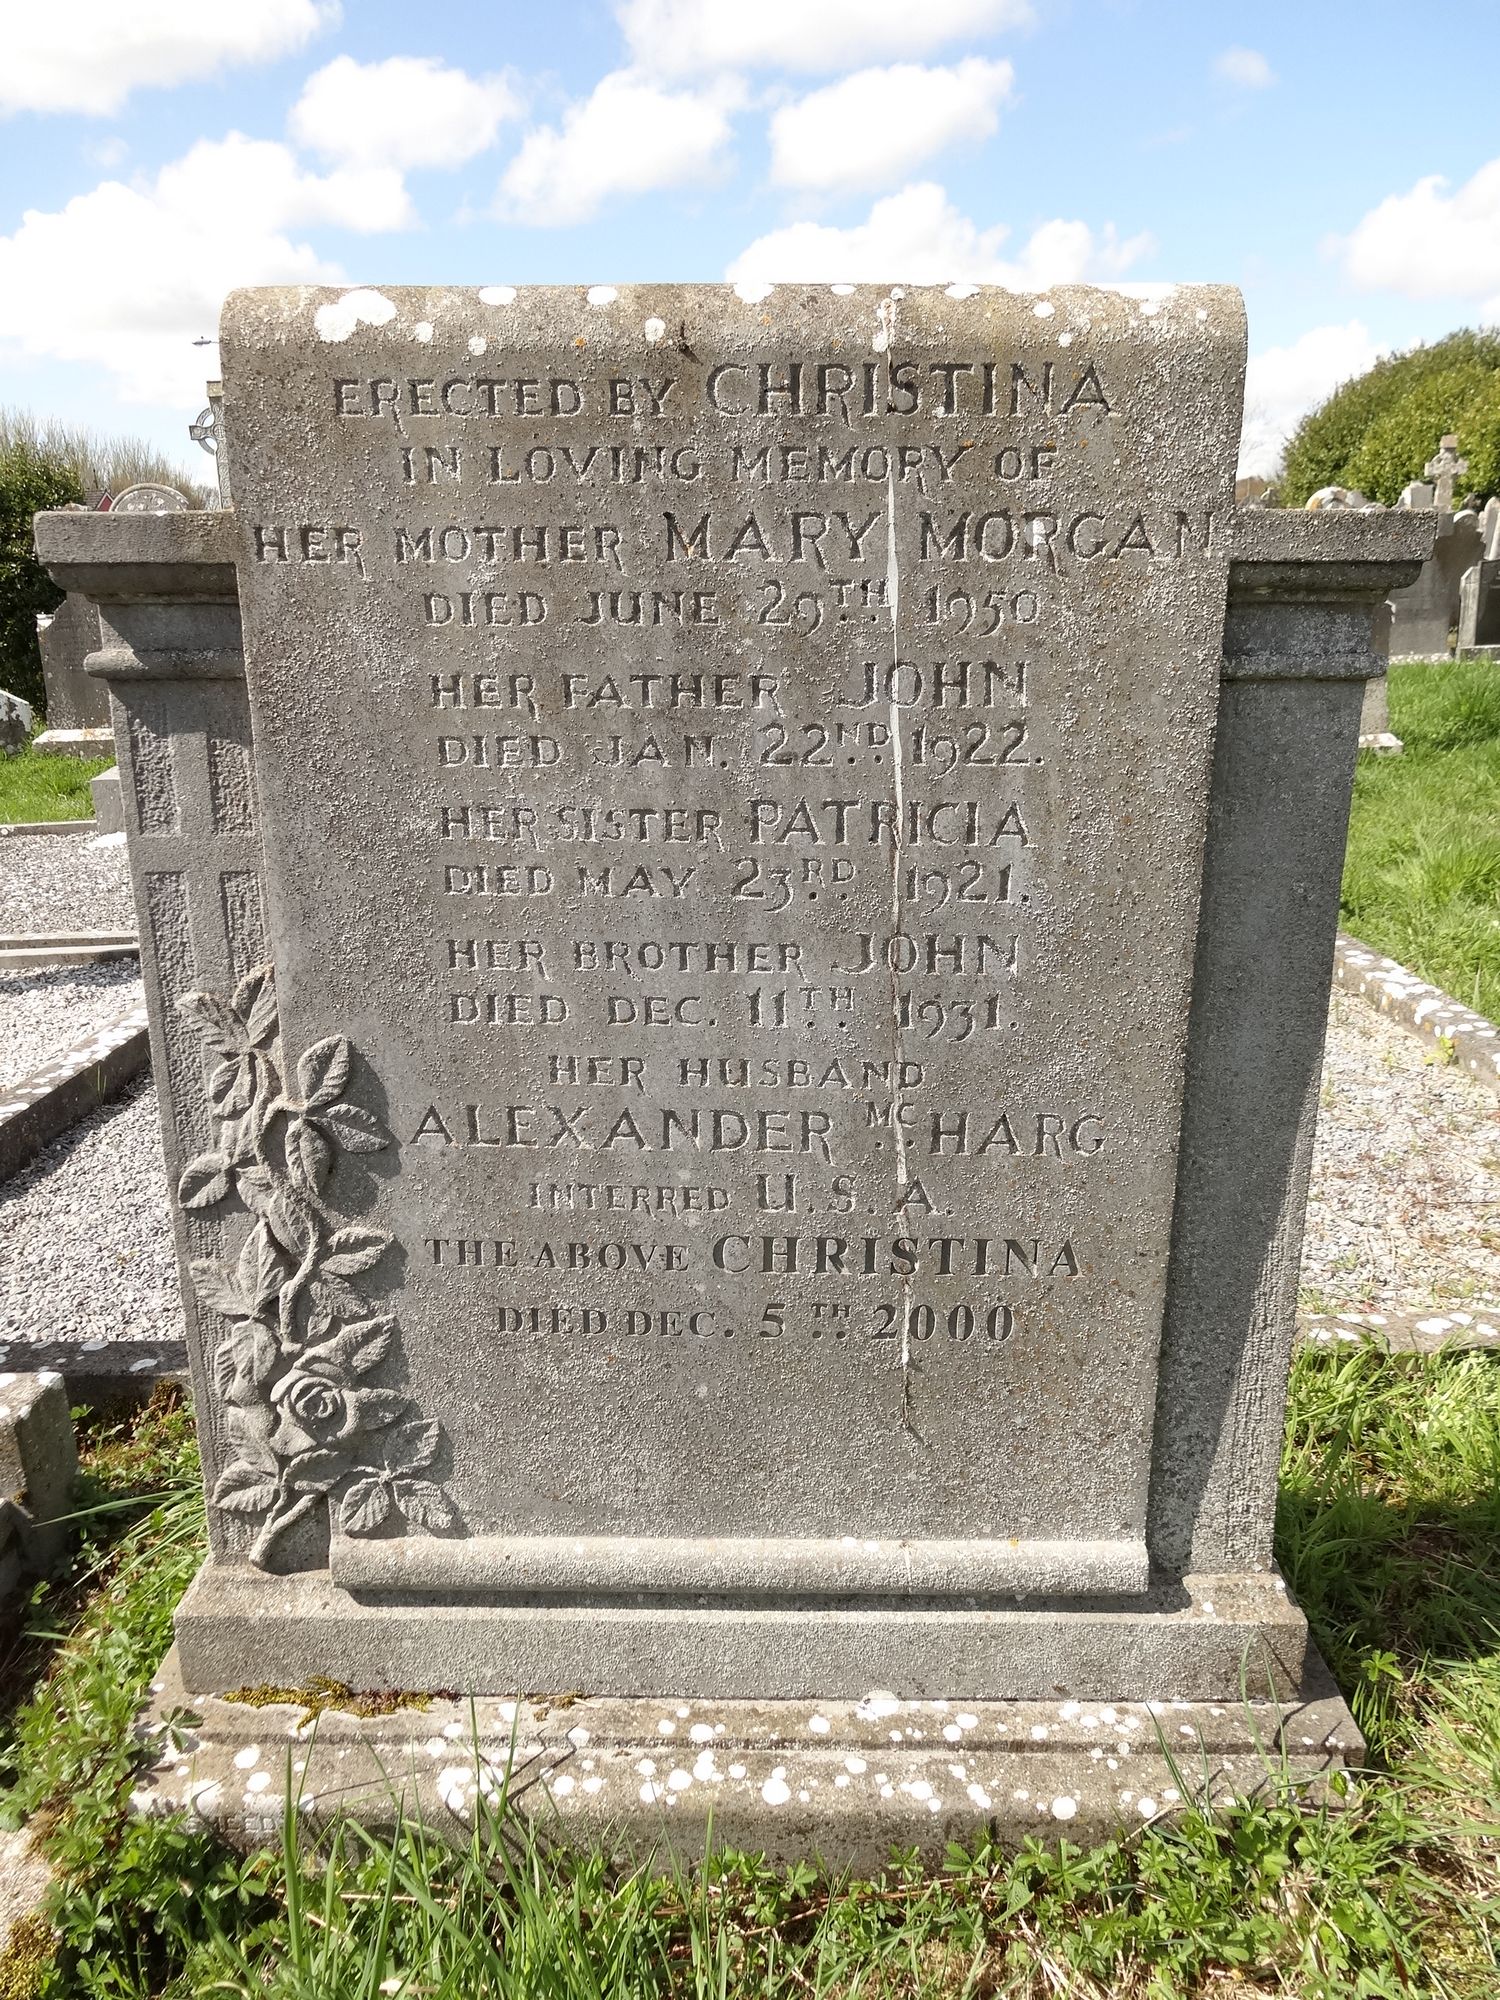 ERECTED BY CHRISTINA
IN LOVING MEMORY OF
HER MOTHER MARY MORGAN
DIED JUNE 29TH 1950
HER FATHER JOHN
DIED JAN. 22ND 1922.
HER SISTER PATRICIA
DIED MAY 23RD 1921.
HER BROTHER JOHN
DIED DEC. 11TH 1931.
HER HUSBAND
ALEXANDER MC HARG
INTERRED U.S.A.
THE ABOVE CHRISTINA
DIED DEC. 5TH 2000